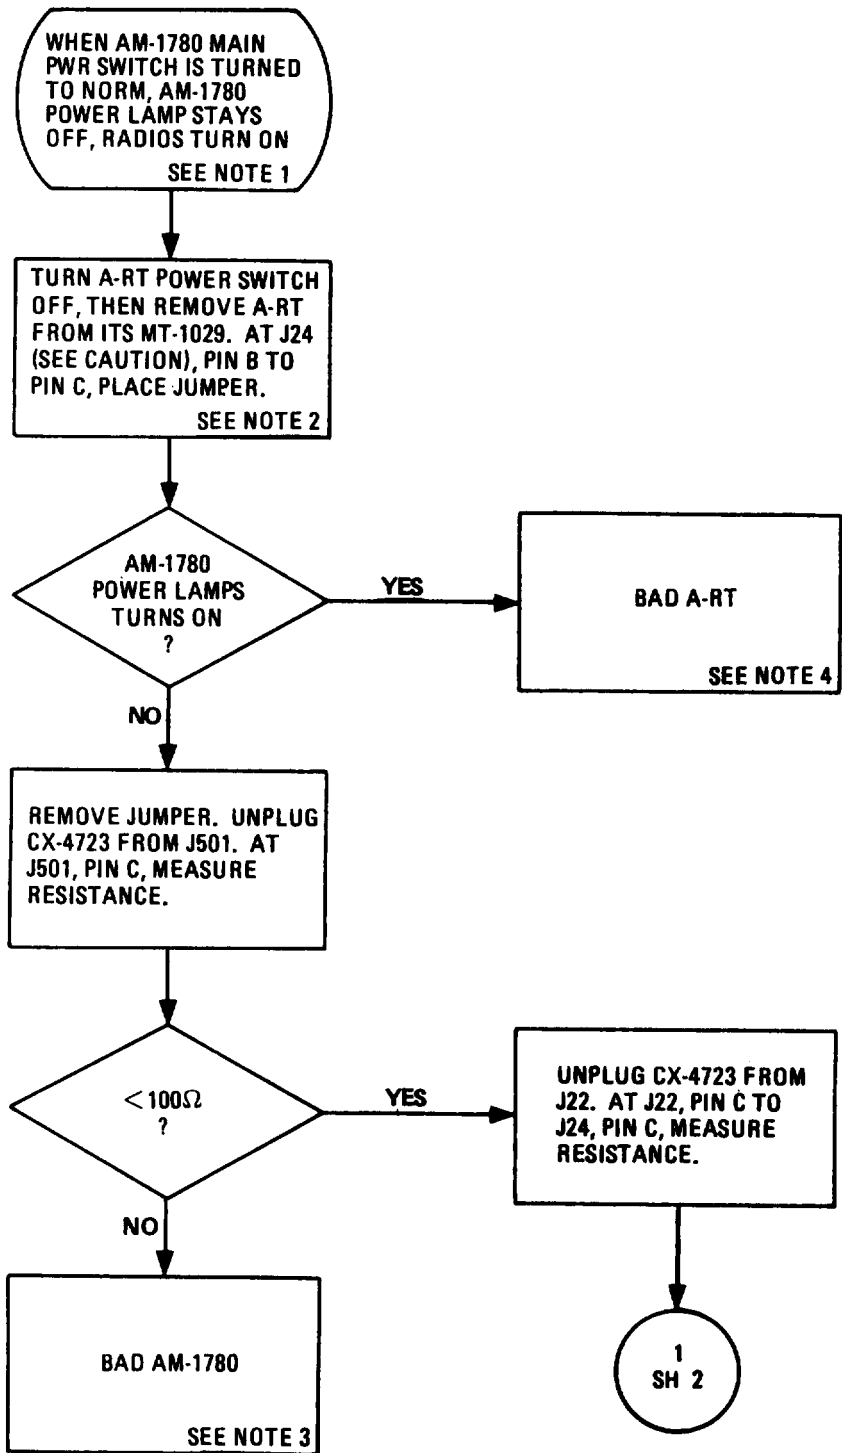 WHEN AM-1780 MAIN
PWR SWITCH IS TURNED
TO NORM, AM-1780
POWER LAMP STAYS
OFF, RADIOS TURN ON
SEE NOTE 1
TURN A-RT POWER SWITCH
OFF, THEN REMOVE A-RT
FROM ITS MT-1029. AT J24
(SEE CAUTION), PIN B TO
PIN C, PLACE JUMPER.
SEE NOTE 2
AM-1780
POWER LAMPS
TURNS ON
?
YES
BAD A-RT
SEE NOTE 4
NO
REMOVE JUMPER. UNPLUG
CX-4723 FROM J501. AT
J501, PIN C, MEASURE
RESISTANCE.
<100Ω
?
YES
UNPLUG CX-4723 FROM
J22. AT J22, PIN C TO
J24, PIN C, MEASURE
RESISTANCE.
NO
BAD AM-1780
SEE NOTE 3
1
SH 2